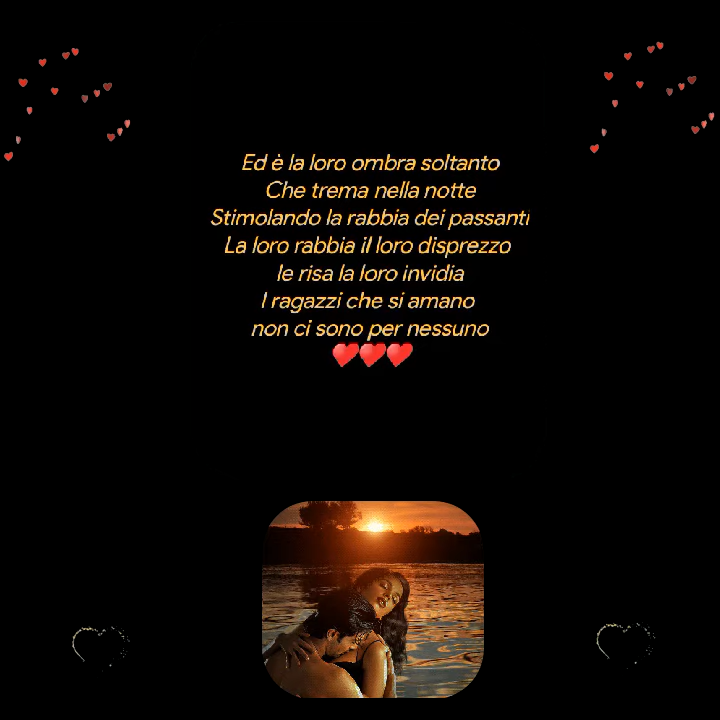 Ed è la loro ombra soltanto
Che trema nella notte
Stimolando la rabbia dei passanti
La loro rabbia il loro disprezzo
le risa la loro invidia
I ragazzi che si amano
non ci sono per nessuno